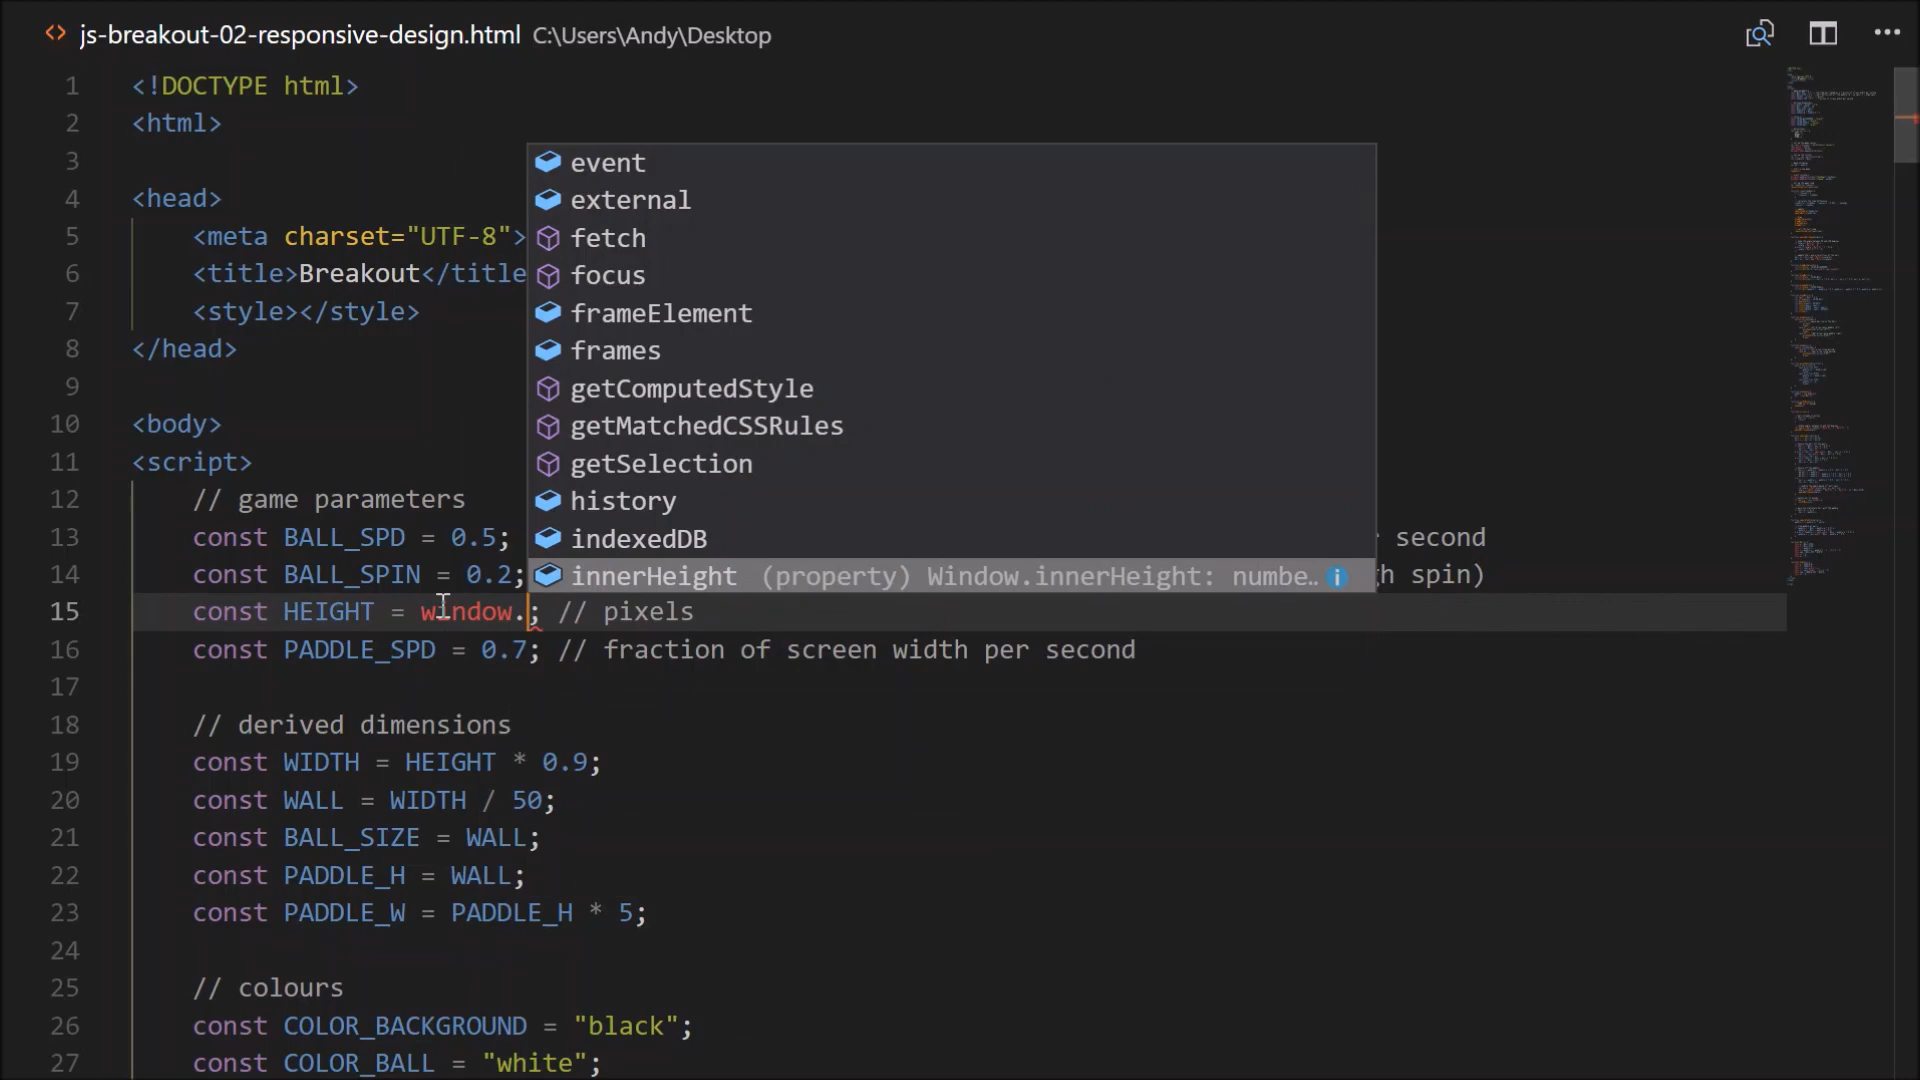 js-breakout-02-responsive-design.html C:\Users\Andy\Desktop
1 <!DOCTYPE html>
2 <html>
3
4 <head>
5 <meta charset="UTF-8">
6 <title>Breakout</title
7 <style></style>
8 </head>
9
10 <body>
11 <script>
12 // game parameters
13 const BALL_SPD = 0.5; second
14 const BALL_SPIN = 0.2; h spin)
event
external
fetch
focus
frameElement
frames
getComputedStyle
getMatchedCSSRules
getSelection
history
indexedDB
innerHeight (property) Window.innerHeight: numbe…
15 const HEIGHT = window.; // pixels
16 const PADDLE_SPD = 0.7; // fraction of screen width per second
17
18 // derived dimensions
19 const WIDTH = HEIGHT * 0.9;
20 const WALL = WIDTH / 50;
21 const BALL_SIZE = WALL;
22 const PADDLE_H = WALL;
23 const PADDLE_W = PADDLE_H * 5;
24
25 // colours
26 const COLOR_BACKGROUND = "black";
27 const COLOR_BALL = "white";